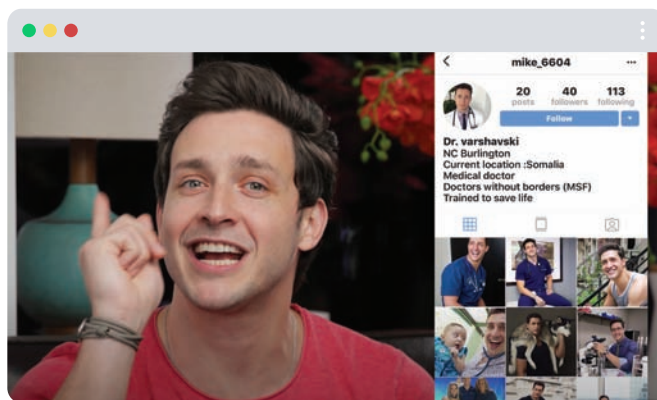 mike_6604
20 40 113
posts followers following
Follow
Dr. varshavski
NC Burlington
Current location :Somalia
Medical doctor
Doctors without borders (MSF)
Trained to save life